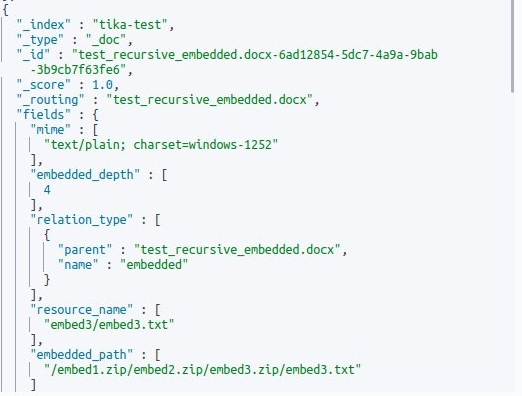 {
"_index" : "tika-test",
"_type" : "_doc",
"_id" : "test_recursive_embedded.docx-6ad12854-5dc7-4a9a-9bab
-3b9cb7f63fe6",
"_score" : 1.0,
"_routing" : "test_recursive_embedded.docx",
"fields" : {
"mime" : [
"text/plain; charset=windows-1252"
],
"embedded_depth" : [
4
],
"relation_type" : [
{
"parent" : "test_recursive_embedded.docx",
"name" : "embedded"
}
],
"resource_name" : [
"embed3/embed3.txt"
],
"embedded_path" : [
"/embed1.zip/embed2.zip/embed3.zip/embed3.txt"
]